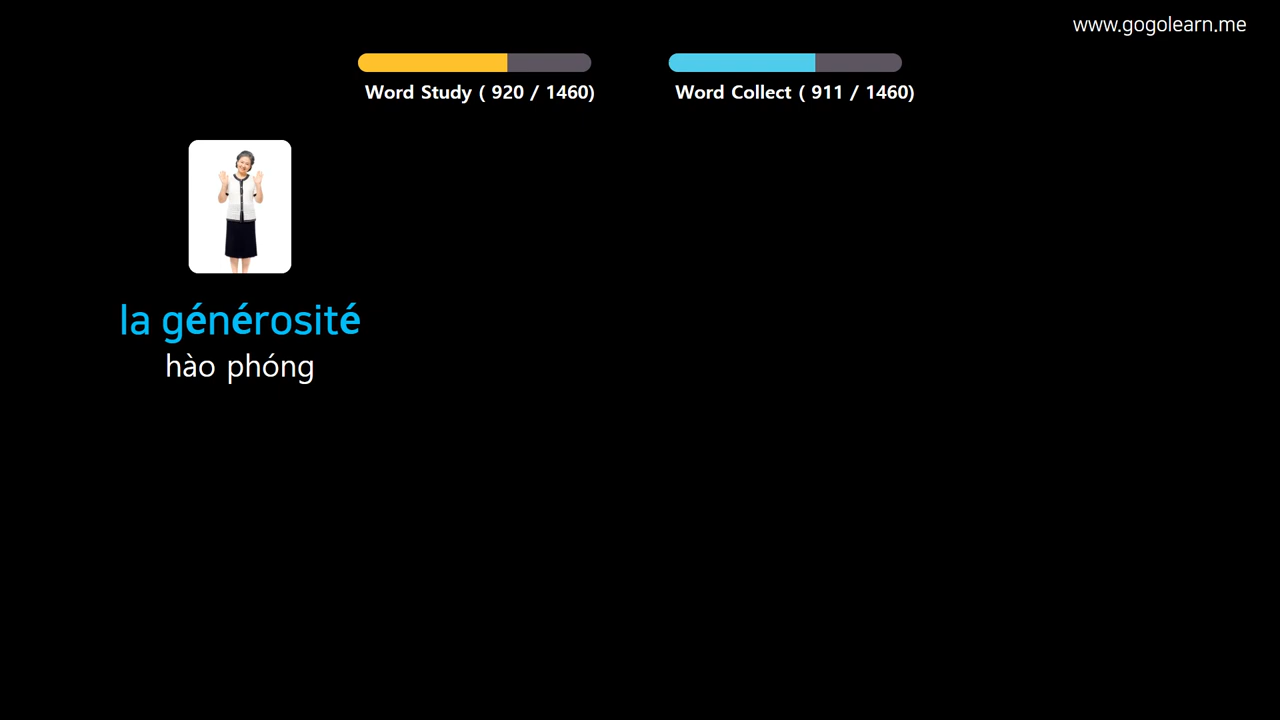 www.gogolearn.me
Word Study ( 920 / 1460)
Word Collect ( 911 / 1460)
la générosité
hào phóng